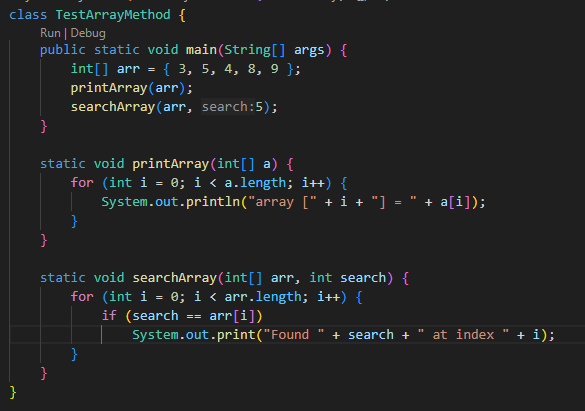 class TestArrayMethod {
Run | Debug
public static void main(String[] args) {
int[] arr = { 3, 5, 4, 8, 9 };
printArray(arr);
searchArray(arr, search:5);
}
static void printArray(int[] a) {
for (int i = 0; i < a.length; i++) {
System.out.println("array [" + i + "] = " + a[i]);
}
}
static void searchArray(int[] arr, int search) {
for (int i = 0; i < arr.length; i++) {
if (search == arr[i])
System.out.print("Found " + search + " at index " + i);
}
}
}